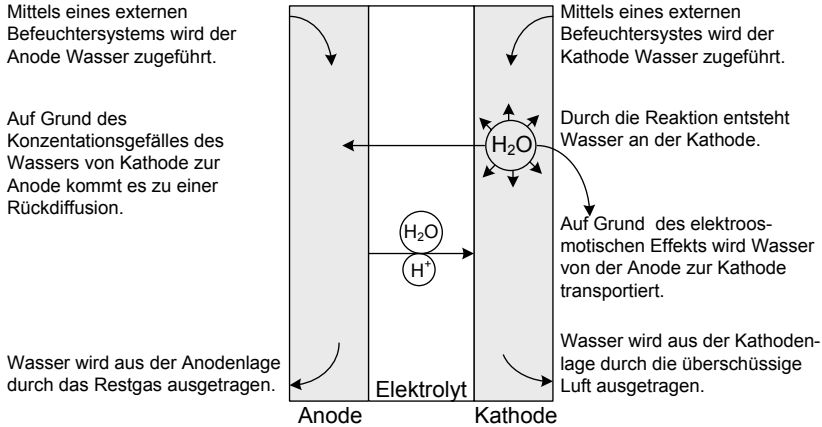 Mittels eines externen
Befeuchtersystems wird der
Anode Wasser zugeführt.
Auf Grund des
Konzentationsgefälles des
Wassers von Kathode zur
Anode kommt es zu einer
Rückdiffusion.
Wasser wird aus der Anodenlage
durch das Restgas ausgetragen.
H₂O
H₂O
H⁺
Elektrolyt
Anode
Kathode
Mittels eines externen
Befeuchtersystes wird der
Kathode Wasser zugeführt.
Durch die Reaktion entsteht
Wasser an der Kathode.
Auf Grund des elektroos-
motischen Effekts wird Wasser
von der Anode zur Kathode
transportiert.
Wasser wird aus der Kathoden-
lage durch die überschüssige
Luft ausgetragen.